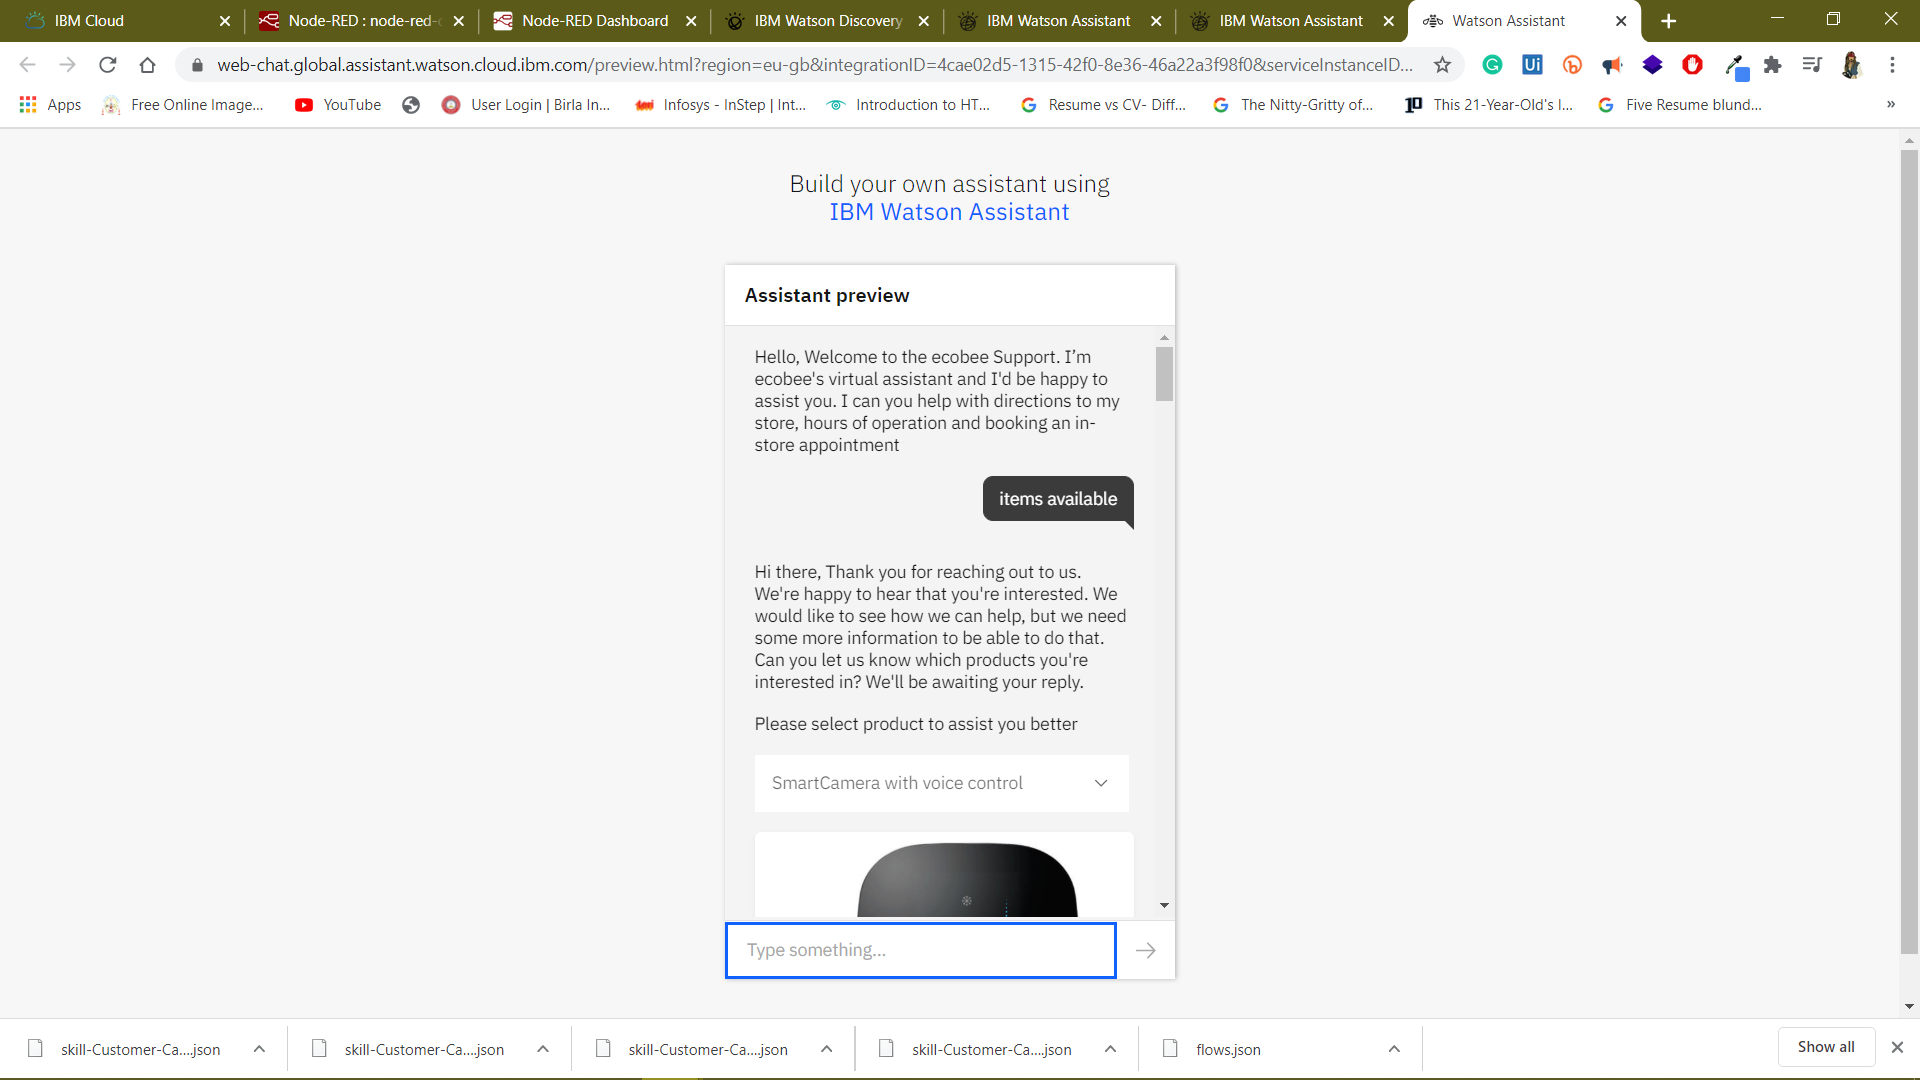 IBM Cloud
Node-RED : node-red-c
Node-RED Dashboard
IBM Watson Discovery
IBM Watson Assistant
IBM Watson Assistant
Watson Assistant
web-chat.global.assistant.watson.cloud.ibm.com/preview.html?region=eu-gb&integrationID=4cae02d5-1315-42f0-8e36-46a22a3f98f0&serviceInstanceID...
Apps
Free Online Image...
YouTube
User Login | Birla In...
Infosys - InStep | Int...
Introduction to HT...
Resume vs CV- Diff...
The Nitty-Gritty of...
This 21-Year-Old's I...
Five Resume blund...
Build your own assistant using
IBM Watson Assistant
Assistant preview
Hello, Welcome to the ecobee Support. I’m
ecobee's virtual assistant and I'd be happy to
assist you. I can you help with directions to my
store, hours of operation and booking an in-
store appointment
items available
Hi there, Thank you for reaching out to us.
We're happy to hear that you're interested. We
would like to see how we can help, but we need
some more information to be able to do that.
Can you let us know which products you're
interested in? We'll be awaiting your reply.
Please select product to assist you better
SmartCamera with voice control
Type something...
skill-Customer-Ca....json
skill-Customer-Ca....json
skill-Customer-Ca....json
skill-Customer-Ca....json
flows.json
Show all